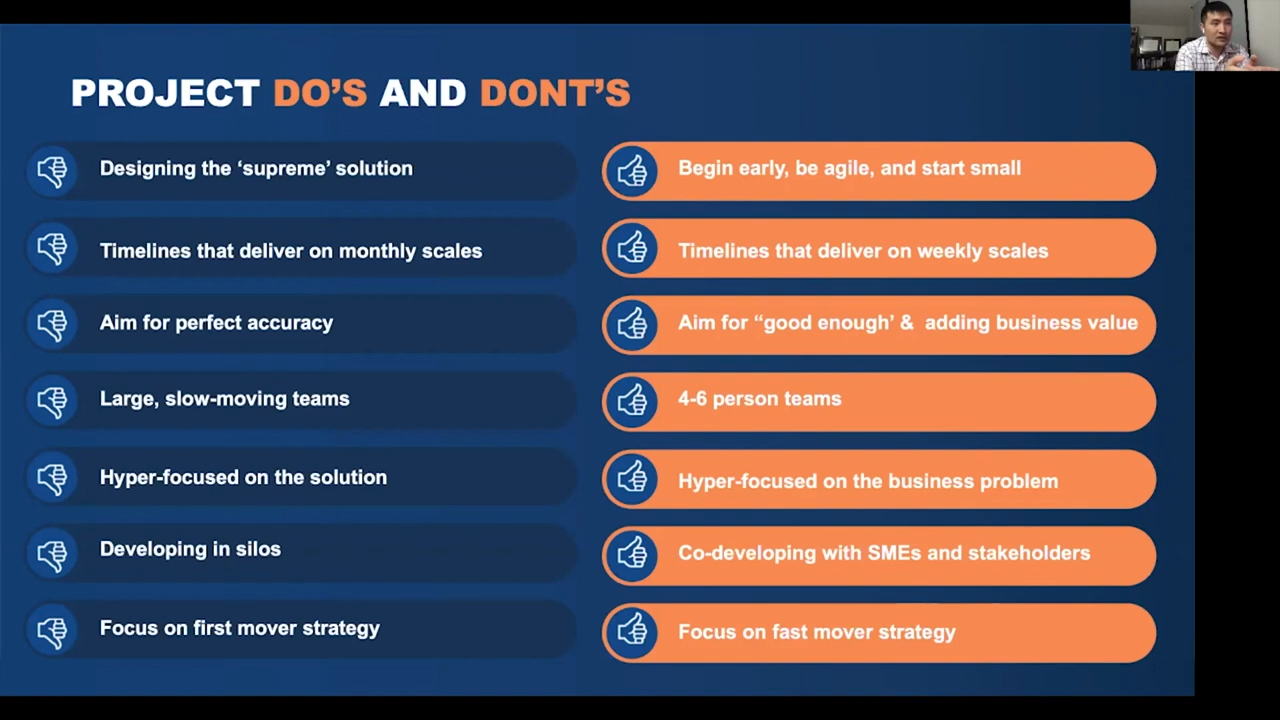 PROJECT DO’S AND DONT’S
Designing the ‘supreme’ solution
Begin early, be agile, and start small
Timelines that deliver on monthly scales
Timelines that deliver on weekly scales
Aim for perfect accuracy
Aim for “good enough’ & adding business value
Large, slow-moving teams
4-6 person teams
Hyper-focused on the solution
Hyper-focused on the business problem
Developing in silos
Co-developing with SMEs and stakeholders
Focus on first mover strategy
Focus on fast mover strategy